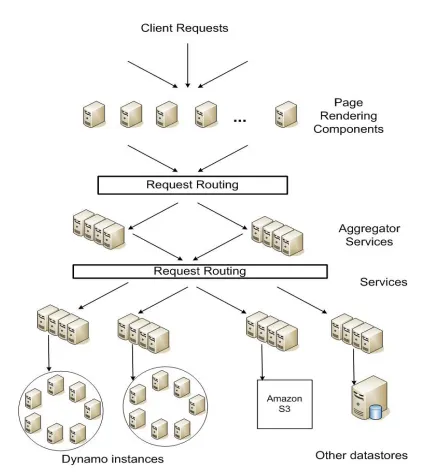 Client Requests
Page
Rendering
Components
...
Request Routing
Aggregator
Services
Request Routing
Services
Amazon
S3
Dynamo instances
Other datastores